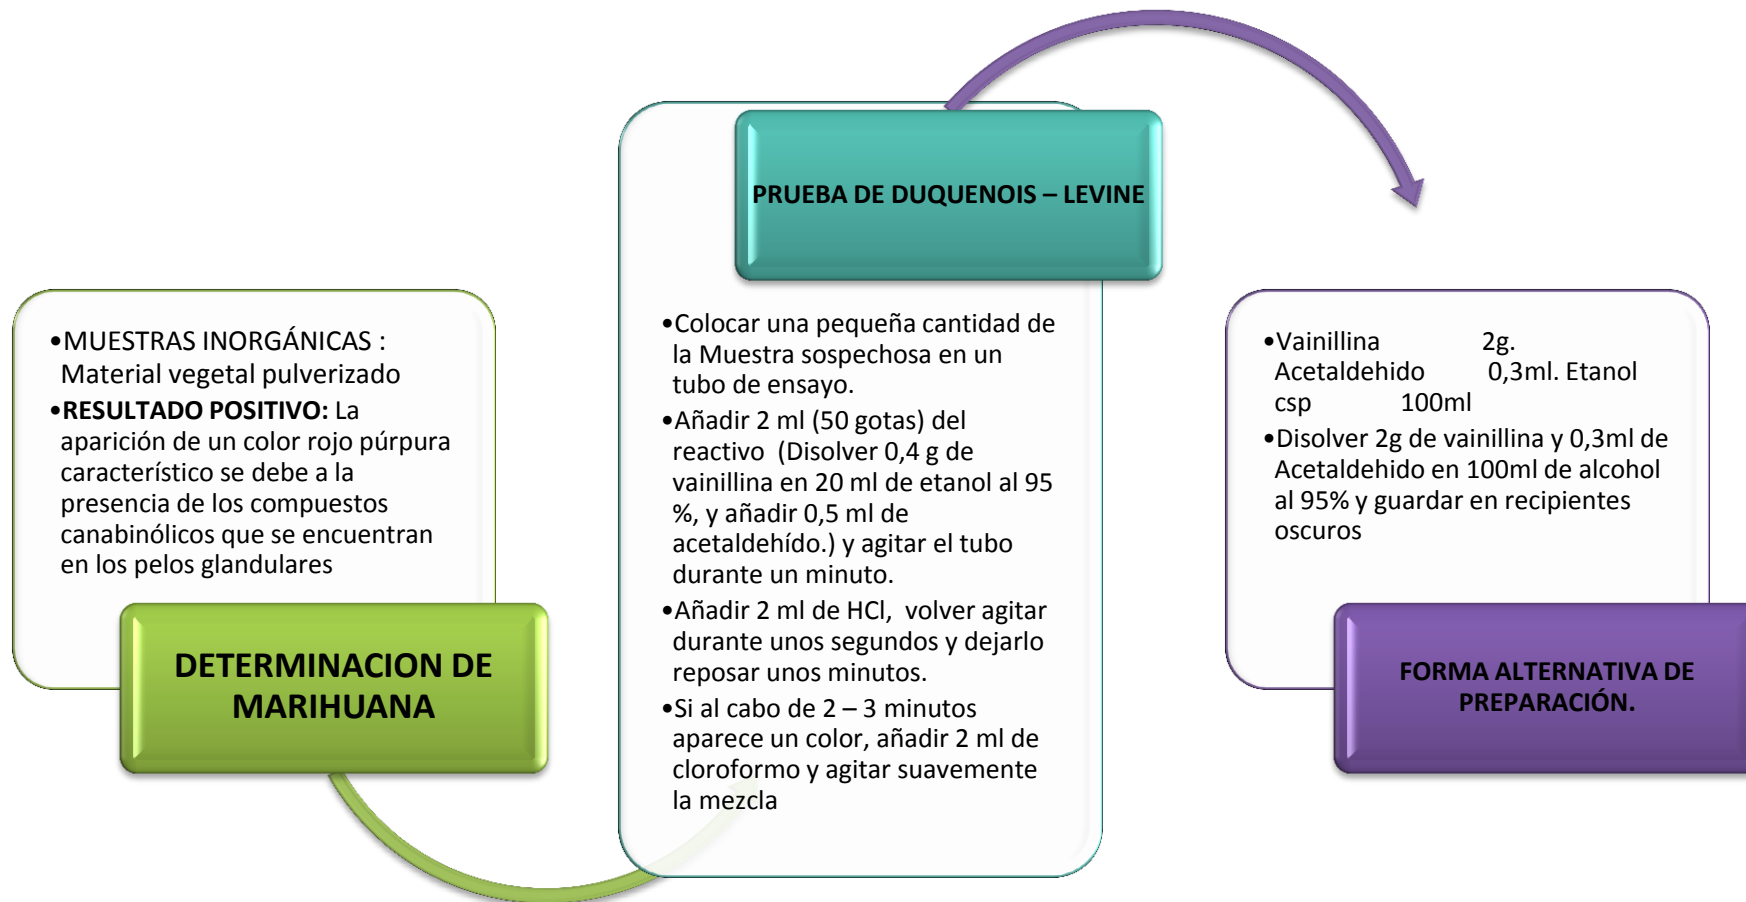 •MUESTRAS INORGÁNICAS :
Material vegetal pulverizado
•RESULTADO POSITIVO: La
aparición de un color rojo púrpura
característico se debe a la
presencia de los compuestos
canabinólicos que se encuentran
en los pelos glandulares
DETERMINACION DE
MARIHUANA
PRUEBA DE DUQUENOIS – LEVINE
•Colocar una pequeña cantidad de
la Muestra sospechosa en un
tubo de ensayo.
•Añadir 2 ml (50 gotas) del
reactivo (Disolver 0,4 g de
vainillina en 20 ml de etanol al 95
%, y añadir 0,5 ml de
acetaldehído.) y agitar el tubo
durante un minuto.
•Añadir 2 ml de HCl, volver agitar
durante unos segundos y dejarlo
reposar unos minutos.
•Si al cabo de 2 – 3 minutos
aparece un color, añadir 2 ml de
cloroformo y agitar suavemente
la mezcla
•Vainillina 2g.
Acetaldehido 0,3ml. Etanol
csp 100ml
•Disolver 2g de vainillina y 0,3ml de
Acetaldehido en 100ml de alcohol
al 95% y guardar en recipientes
oscuros
FORMA ALTERNATIVA DE
PREPARACIÓN.